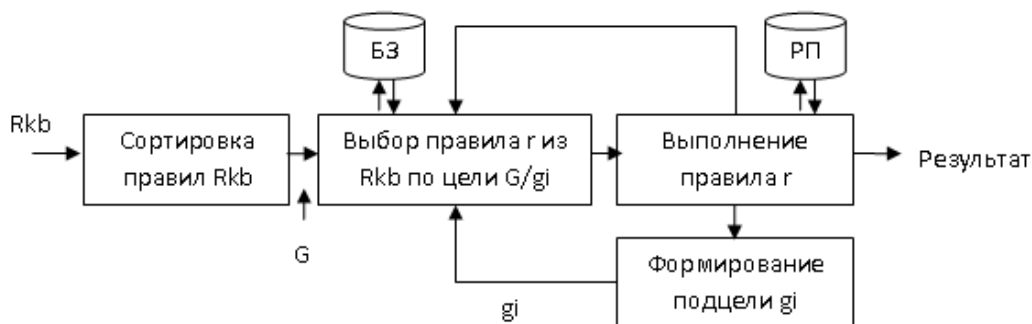 БЗ
РП
Rkb
Сортировка
правил Rkb
Выбор правила r из
Rkb по цели G/gi
Выполнение
правила r
Результат
G
Формирование
подцели gi
gi